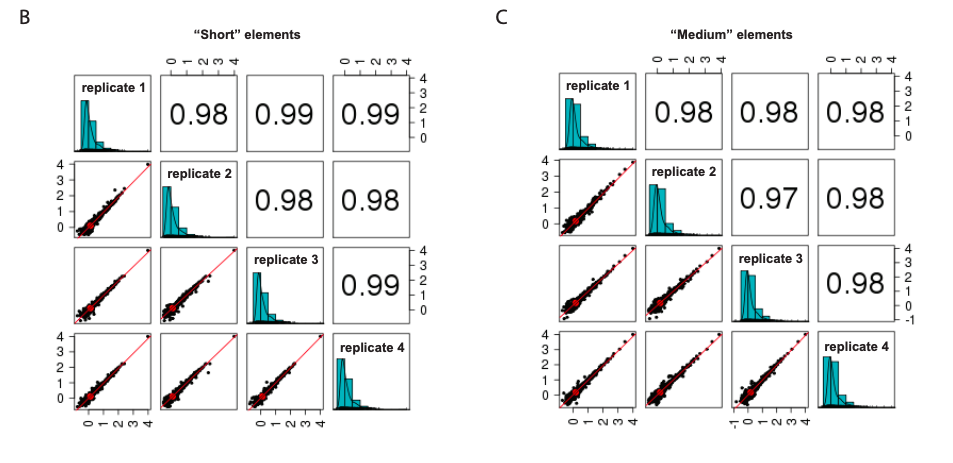 B
"Short" elements
0 1 2 3 4
0 1 2 3 4
replicate 1
0.98
0.99
0.99
4
3
2
1
0
4
3
2
1
0
replicate 2
0.98
0.98
replicate 3
0.99
4
3
2
1
0
4
3
2
1
0
replicate 4
0 1 2 3 4
0 1 2 3 4
C
"Medium" elements
0 1 2 3 4
0 1 2 3 4
replicate 1
0.98
0.98
0.98
4
3
2
1
0
4
3
2
1
0
replicate 2
0.97
0.98
replicate 3
0.98
4
3
2
1
0
-1
4
3
2
1
0
replicate 4
0 1 2 3 4
-1 0 1 2 3 4